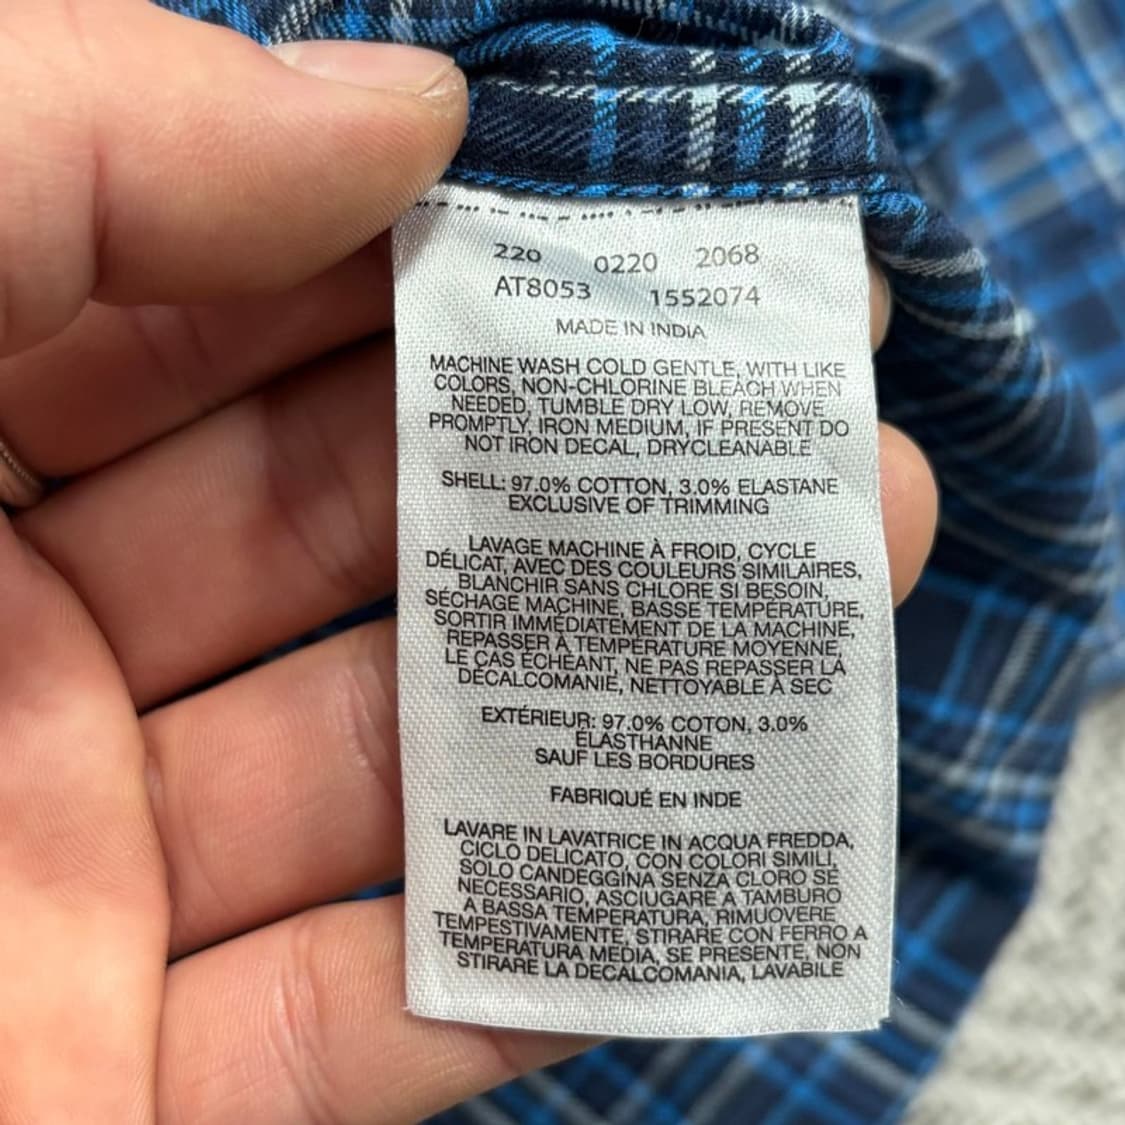 220 0220 2068
AT8053 1552074
MADE IN INDIA
MACHINE WASH COLD GENTLE, WITH LIKE
COLORS, NON-CHLORINE BLEACH WHEN
NEEDED, TUMBLE DRY LOW, REMOVE
PROMPTLY, IRON MEDIUM, IF PRESENT DO
NOT IRON DECAL, DRYCLEANABLE
SHELL: 97.0% COTTON, 3.0% ELASTANE
EXCLUSIVE OF TRIMMING
LAVAGE MACHINE À FROID, CYCLE
DÉLICAT, AVEC DES COULEURS SIMILAIRES,
BLANCHIR SANS CHLORE SI BESOIN,
SÉCHAGE MACHINE, BASSE TEMPÉRATURE,
SORTIR IMMÉDIATEMENT DE LA MACHINE,
REPASSER À TEMPÉRATURE MOYENNE,
LE CAS ÉCHÉANT, NE PAS REPASSER LA
DÉCALCOMANIE, NETTOYABLE À SEC
EXTÉRIEUR: 97.0% COTON, 3.0%
ÉLASTHANNE
SAUF LES BORDURES
FABRIQUÉ EN INDE
LAVARE IN LAVATRICE IN ACQUA FREDDA,
CICLO DELICATO, CON COLORI SIMILI,
SOLO CANDEGGINA SENZA CLORO SE
NECESSARIO, ASCIUGARE A TAMBURO
A BASSA TEMPERATURA, RIMUOVERE
TEMPESTIVAMENTE, STIRARE CON FERRO A
TEMPERATURA MEDIA, SE PRESENTE, NON
STIRARE LA DECALCOMANIA, LAVABILE